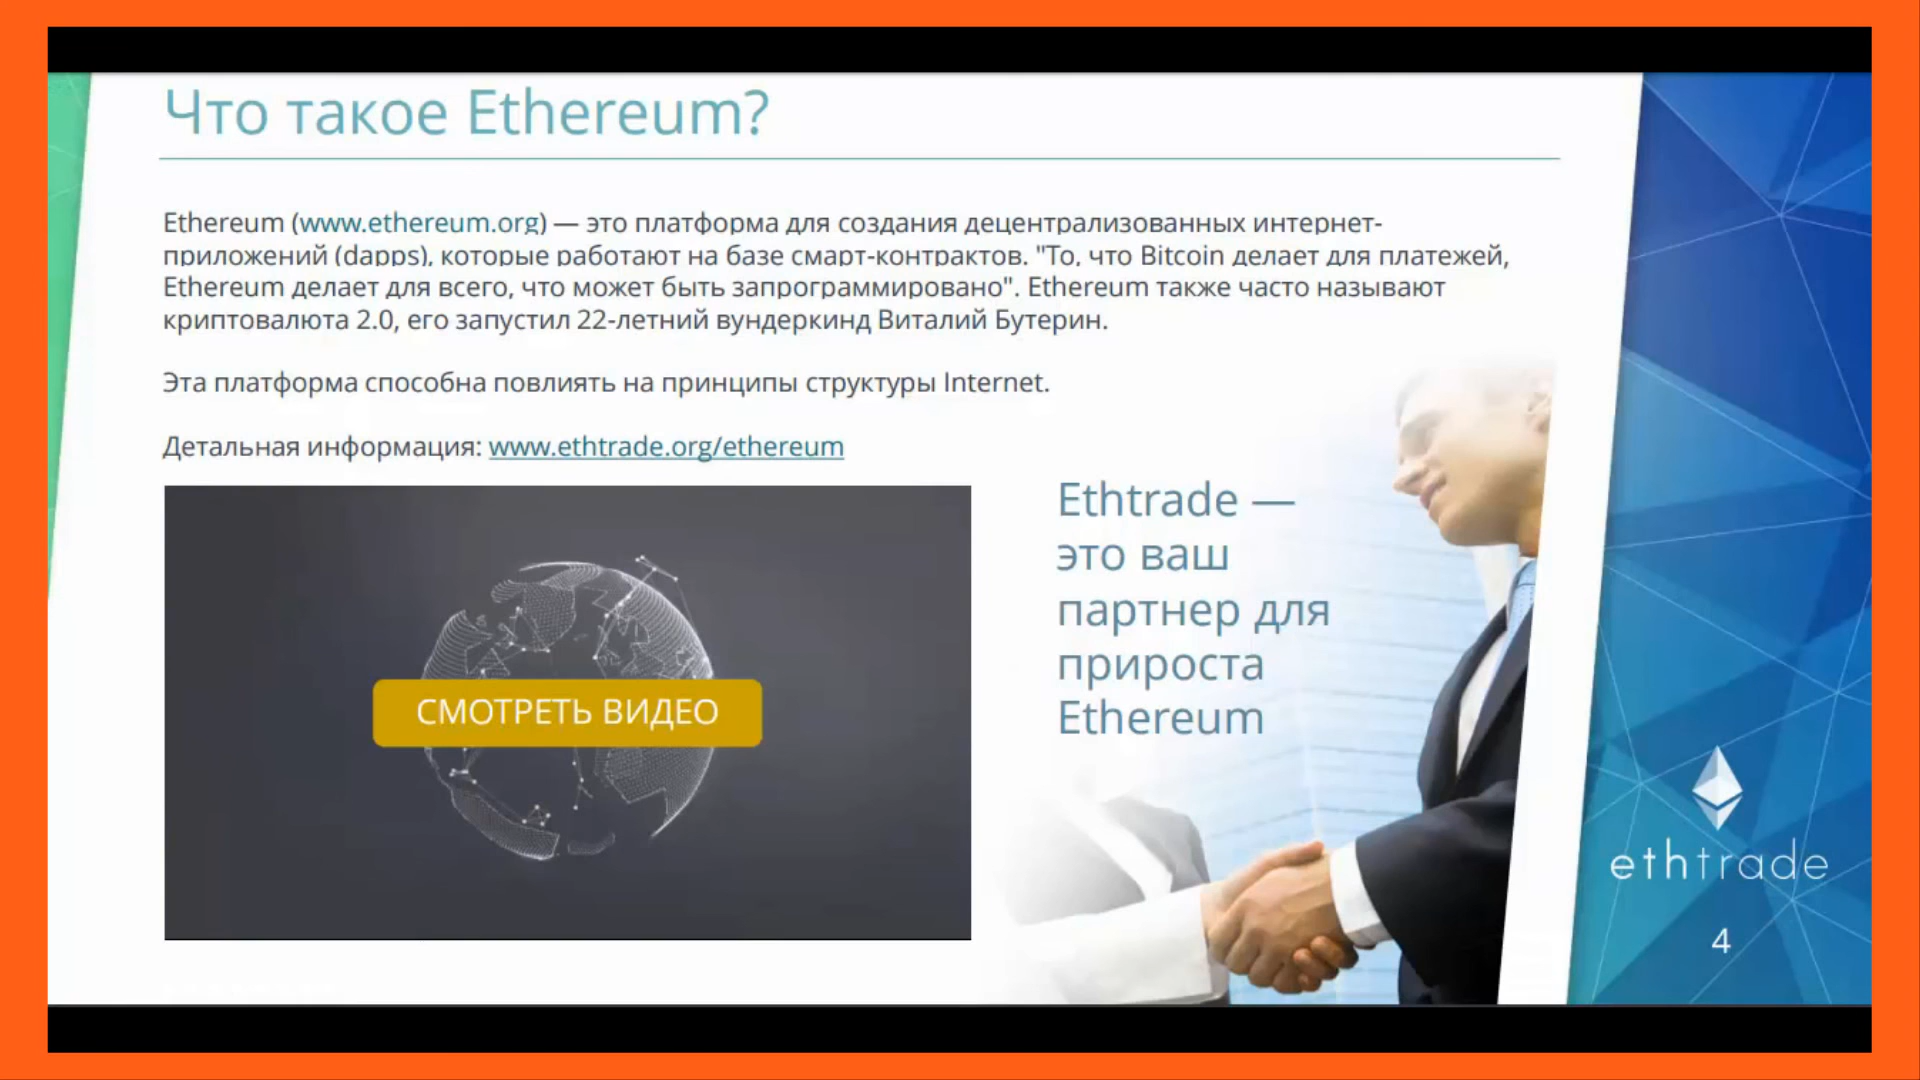 Что такое Ethereum?
Ethereum (www.ethereum.org) — это платформа для создания децентрализованных интернет-
приложений (dapps), которые работают на базе смарт-контрактов. "То, что Bitcoin делает для платежей,
Ethereum делает для всего, что может быть запрограммировано". Ethereum также часто называют
криптовалюта 2.0, его запустил 22-летний вундеркинд Виталий Бутерин.
Эта платформа способна повлиять на принципы структуры Internet.
Детальная информация: www.ethtrade.org/ethereum
СМОТРЕТЬ ВИДЕО
Ethtrade —
это ваш
партнер для
прироста
Ethereum
ethtrade
4